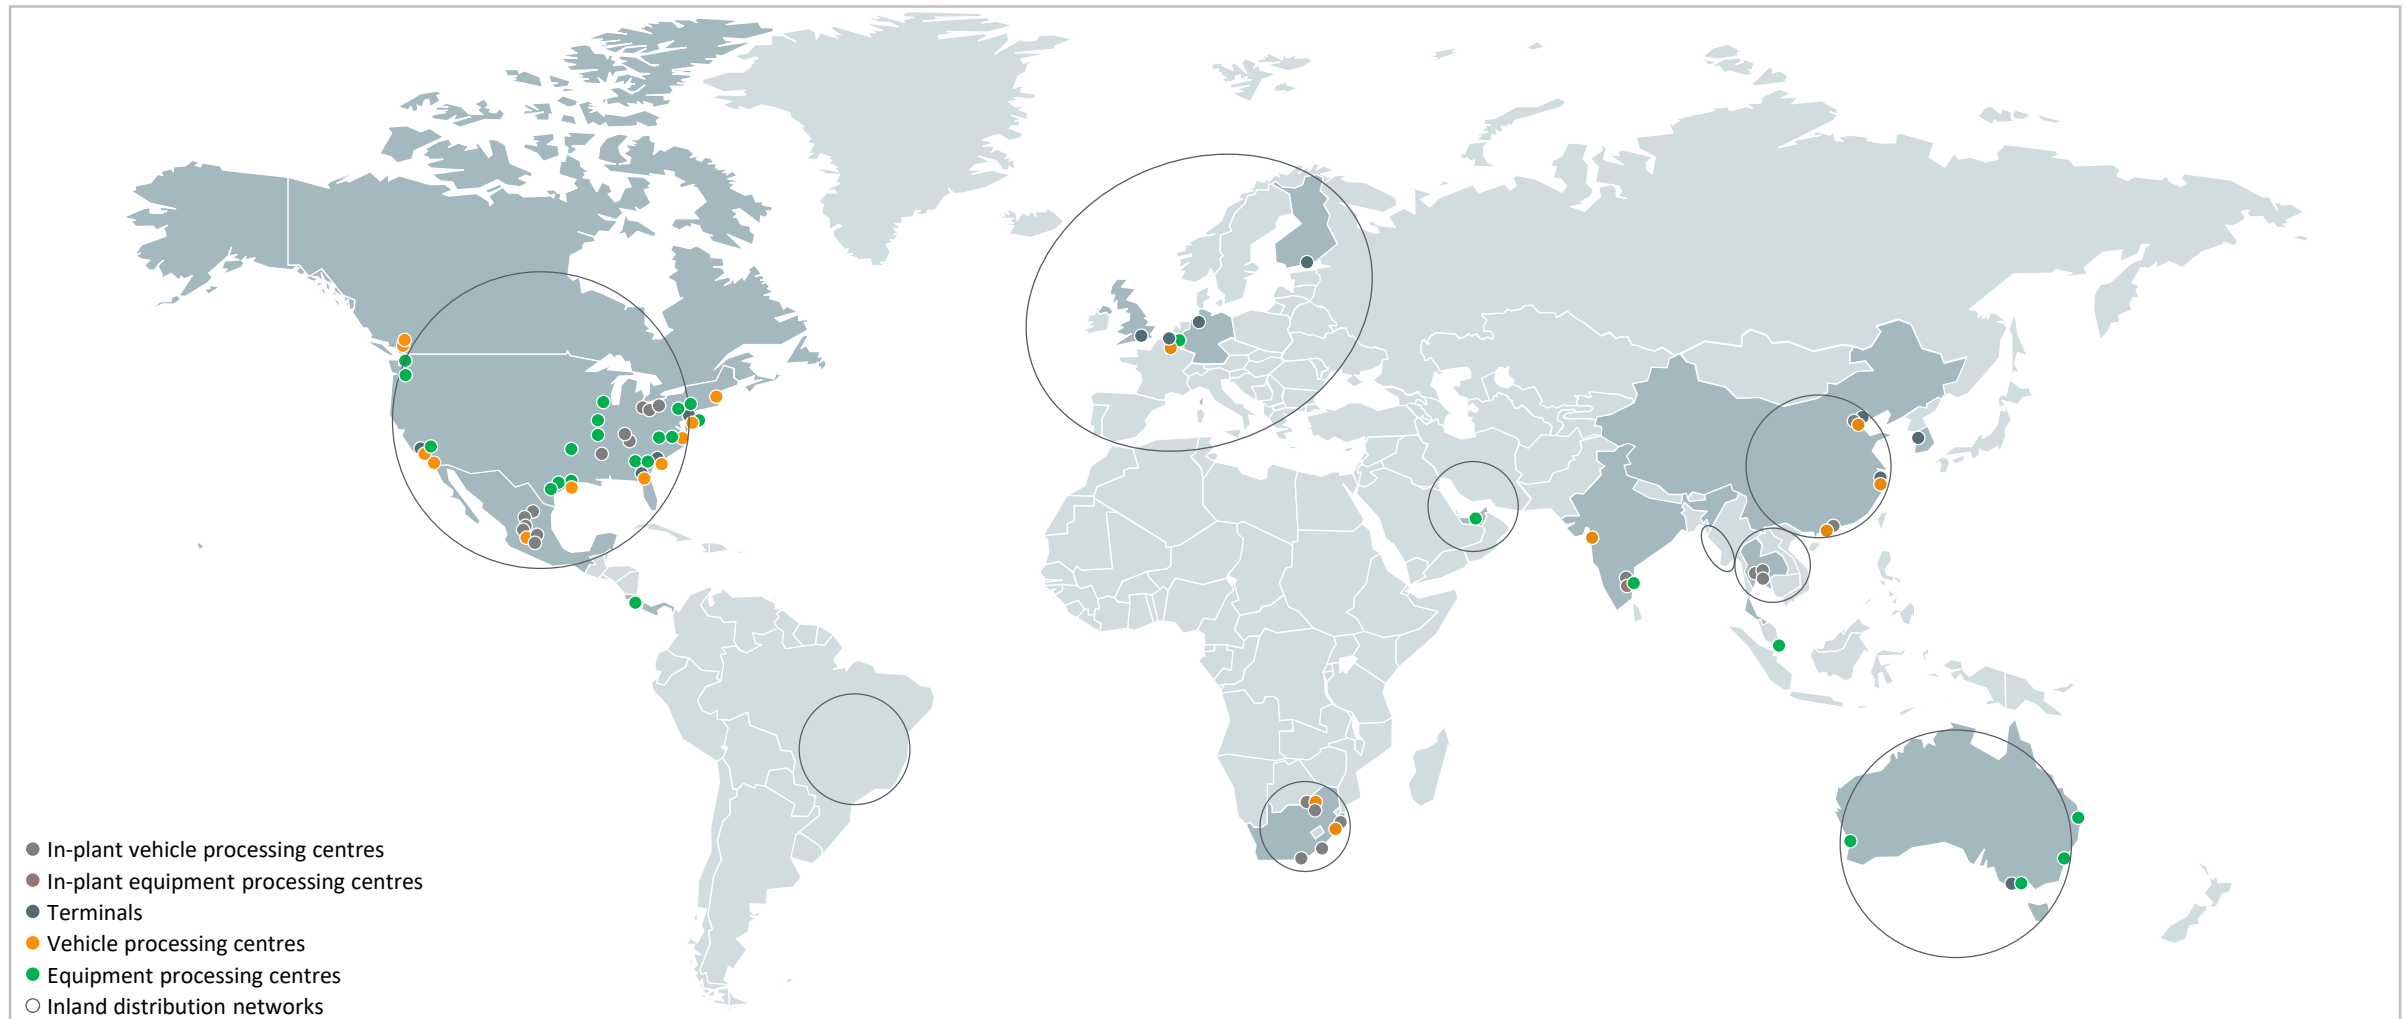 In-plant vehicle processing centres
In-plant equipment processing centres
Terminals
Vehicle processing centres
Equipment processing centres
Inland distribution networks